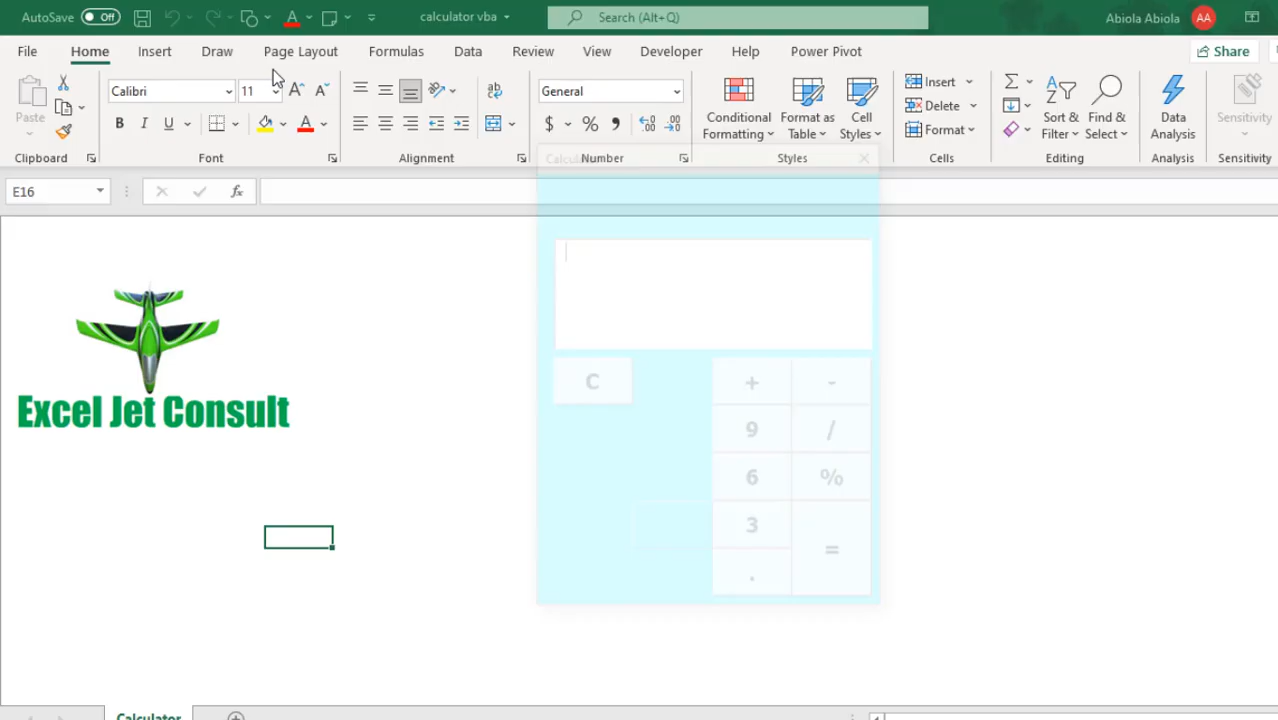 AutoSave Off
calculator vba
Search (Alt+Q)
Abiola Abiola AA
File Home Insert Draw Page Layout Formulas Data Review View Developer Help Power Pivot
Share
Paste
Clipboard
Calibri 11
A A
B I U A
Font
ab
Alignment
General
$ % 9
.00
Number
Conditional Formatting
Format as Table
Cell Styles
Styles
Insert
Delete
Format
Cells
Σ
Sort & Filter
Find & Select
Editing
Data Analysis
Analysis
Sensitivity
Sensitivity
E16
fx
Excel Jet Consult
C + -
9 /
6 %
3 =
.
Calculator